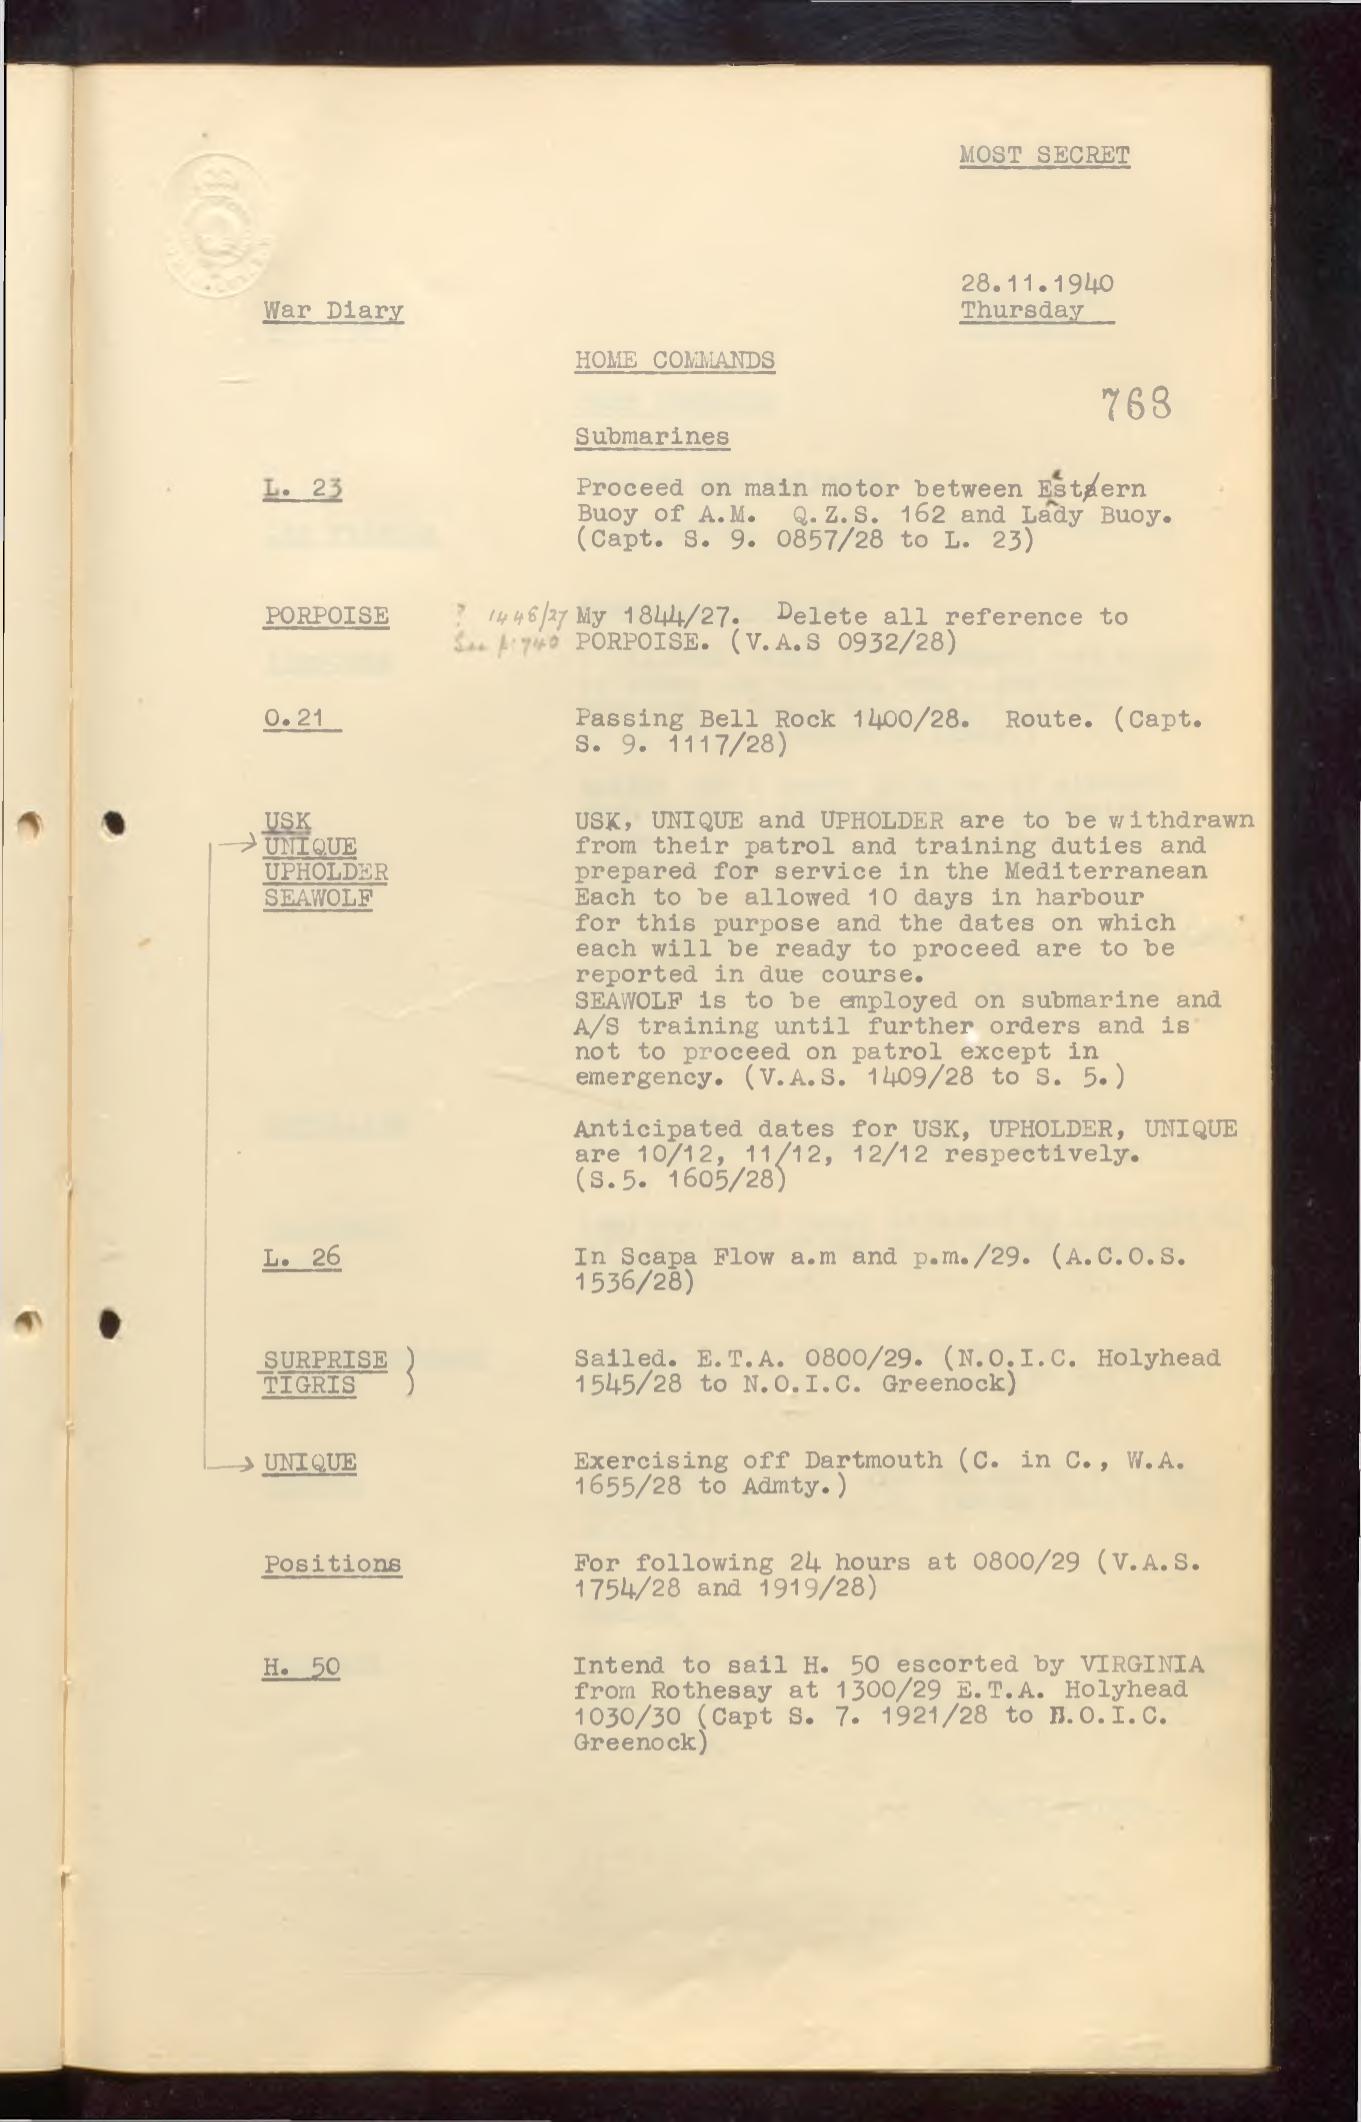 MOST SECRET
28.11.1940
War Diary
Thursday
HOME COMMANDS
768
Submarines
L. 23
Proceed on main motor between Estaern
Buoy of A.M. Q.Z.S. 162 and Lady Buoy.
(Capt. S. 9. 0857/28 to L. 23)
PORPOISE
? 1448/27
My 1844/27. Delete all reference to
See p. 740
PORPOISE. (V.A.S 0932/28)
O.21
Passing Bell Rock 1400/28. Route. (Capt.
S. 9. 1117/28)
USK
UNIQUE
UPHOLDER
SEAWOLF
USK, UNIQUE and UPHOLDER are to be withdrawn
from their patrol and training duties and
prepared for service in the Mediterranean
Each to be allowed 10 days in harbour
for this purpose and the dates on which
each will be ready to proceed are to be
reported in due course.
SEAWOLF is to be employed on submarine and
A/S training until further orders and is
not to proceed on patrol except in
emergency. (V.A.S. 1409/28 to S. 5.)
Anticipated dates for USK, UPHOLDER, UNIQUE
are 10/12, 11/12, 12/12 respectively.
(S.5. 1605/28)
L. 26
In Scapa Flow a.m and p.m./29. (A.C.O.S.
1536/28)
SURPRISE )
TIGRIS )
Sailed. E.T.A. 0800/29. (N.O.I.C. Holyhead
1545/28 to N.O.I.C. Greenock)
UNIQUE
Exercising off Dartmouth (C. in C., W.A.
1655/28 to Admty.)
Positions
For following 24 hours at 0800/29 (V.A.S.
1754/28 and 1919/28)
H. 50
Intend to sail H. 50 escorted by VIRGINIA
from Rothesay at 1300/29 E.T.A. Holyhead
1030/30 (Capt S. 7. 1921/28 to N.O.I.C.
Greenock)